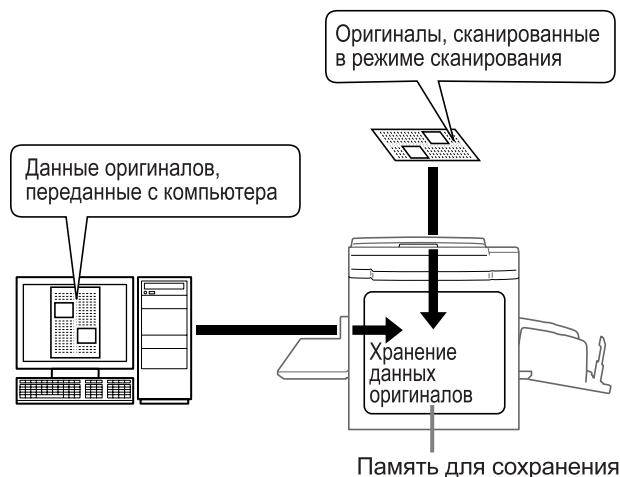 Оригиналы, сканированные
в режиме сканирования
Данные оригиналов,
переданные с компьютера
Хранение
данных
оригиналов
Память для сохранения